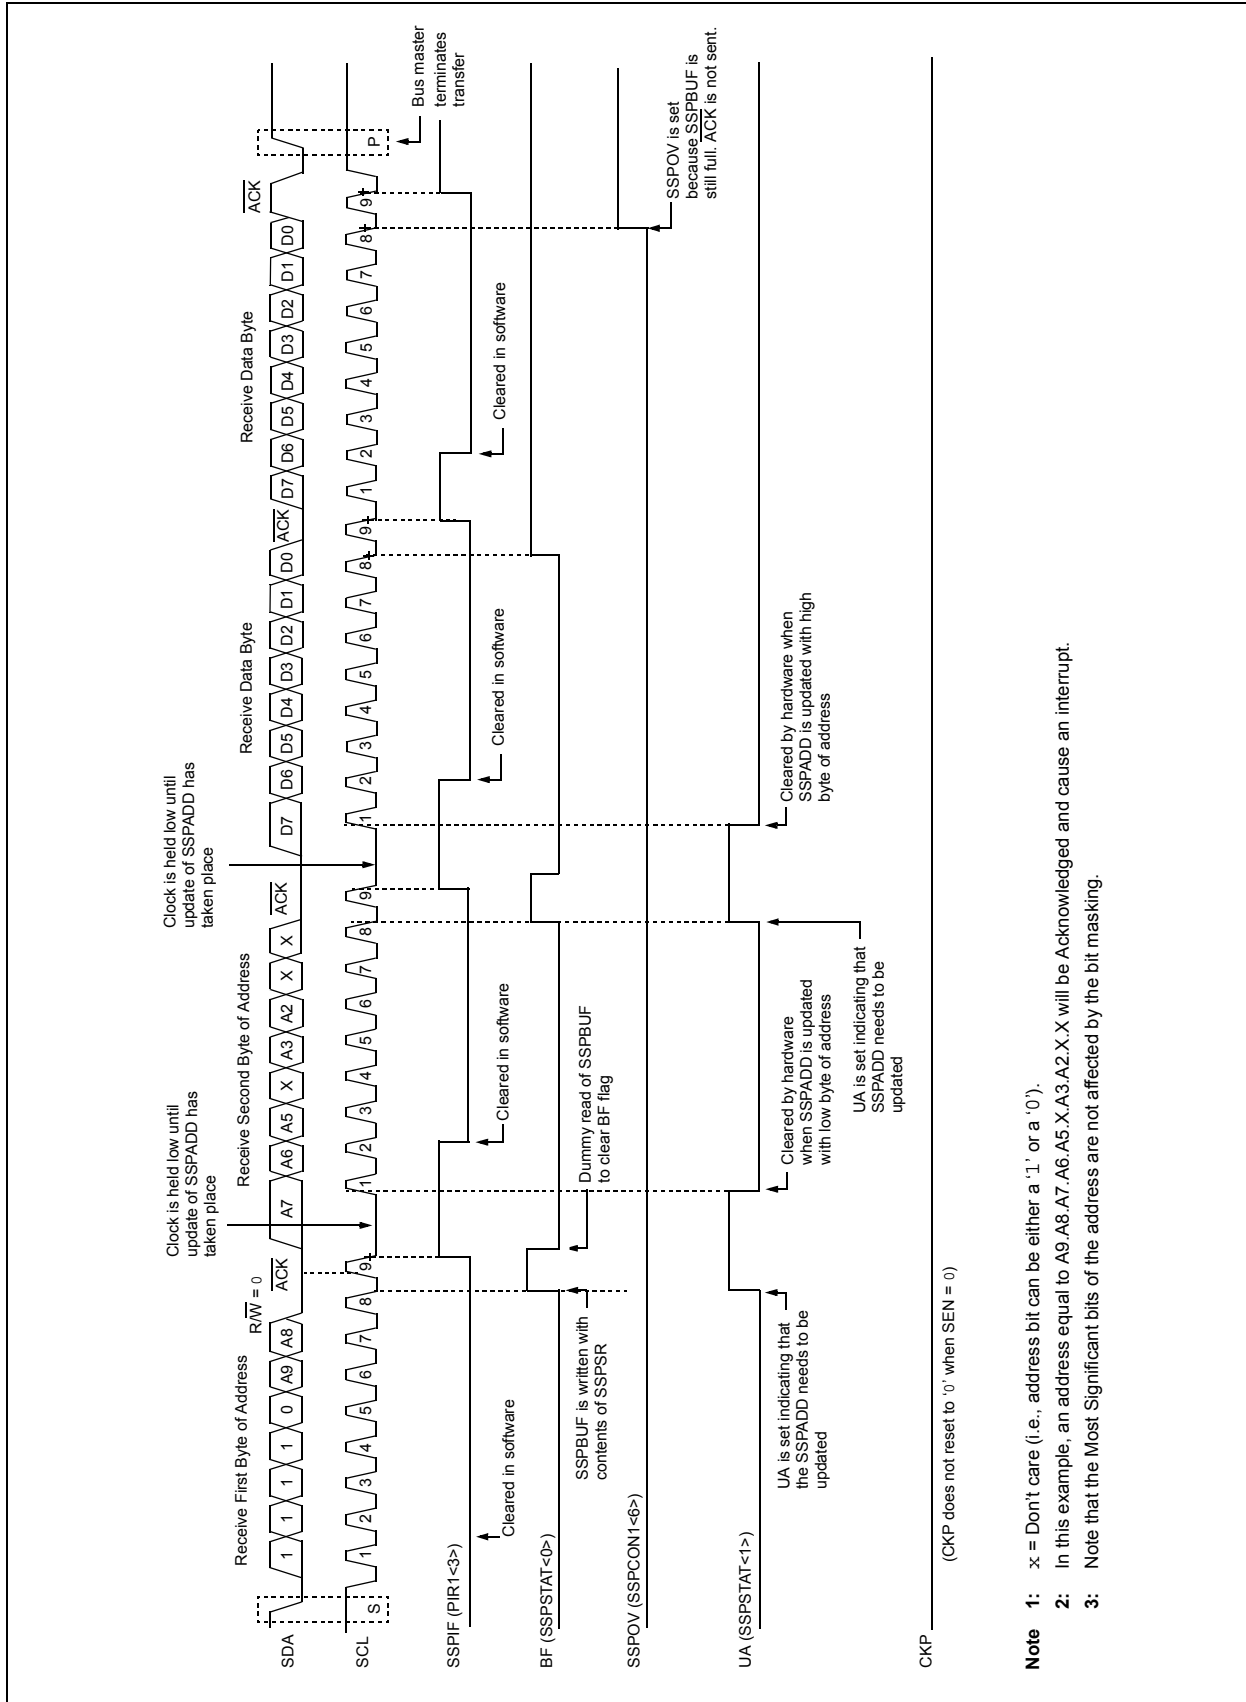 Receive First Byte of Address
R/W = 0
ACK
Clock is held low until
update of SSPADD has
taken place
Receive Second Byte of Address
ACK
Clock is held low until
update of SSPADD has
taken place
Receive Data Byte
ACK
Receive Data Byte
ACK
SDA
1 1 1 1 0 A9 A8
A7 A6 A5 X A3 A2 X X
D7 D6 D5 D4 D3 D2 D1 D0
D7 D6 D5 D4 D3 D2 D1 D0
SCL
S
1 2 3 4 5 6 7 8 9
1 2 3 4 5 6 7 8 9
1 2 3 4 5 6 7 8 9
1 2 3 4 5 6 7 8 9
P
Bus master
terminates
transfer
SSPIF (PIR1<3>)
Cleared in software
Cleared in software
Cleared in software
Cleared in software
BF (SSPSTAT<0>)
SSPBUF is written with
contents of SSPSR
Dummy read of SSPBUF
to clear BF flag
SSPOV (SSPCON1<6>)
SSPOV is set
because SSPBUF is
still full. ACK is not sent.
UA (SSPSTAT<1>)
UA is set indicating that
the SSPADD needs to be
updated
Cleared by hardware
when SSPADD is updated
with low byte of address
UA is set indicating that
SSPADD needs to be
updated
Cleared by hardware when
SSPADD is updated with high
byte of address
CKP
(CKP does not reset to ‘0’ when SEN = 0)
Note 1: x = Don't care (i.e., address bit can be either a ‘1’ or a ‘0’).
2: In this example, an address equal to A9.A8.A7.A6.A5.X.A3.A2.X.X will be Acknowledged and cause an interrupt.
3: Note that the Most Significant bits of the address are not affected by the bit masking.